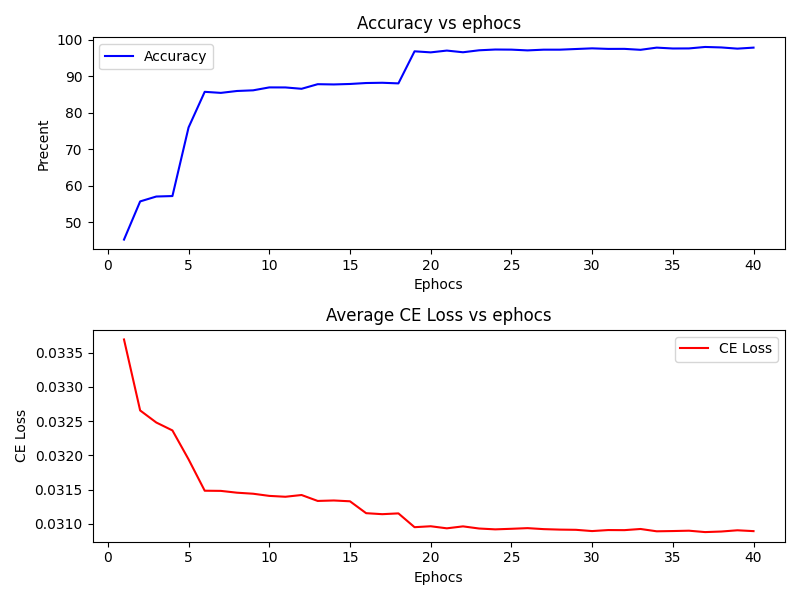 Accuracy vs ephocs
100
90
80
70
60
50
Precent
Accuracy
0 5 10 15 20 25 30 35 40
Ephocs
Average CE Loss vs ephocs
0.0335
0.0330
0.0325
0.0320
0.0315
0.0310
CE Loss
CE Loss
0 5 10 15 20 25 30 35 40
Ephocs